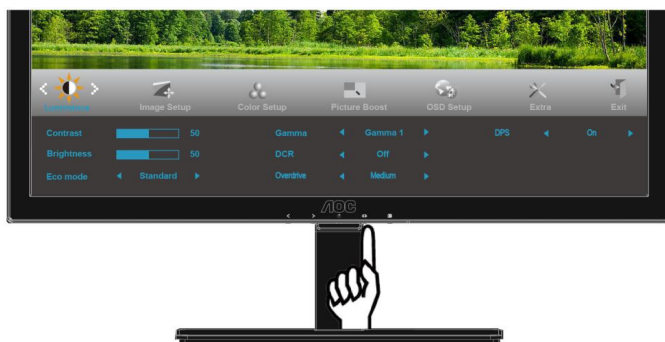 Luminance Image Setup Color Setup Picture Boost OSD Setup Extra Exit
Contrast 50 Gamma Gamma 1 DPS On
Brightness 50 DCR Off
Eco mode Standard Overdrive Medium
AOC